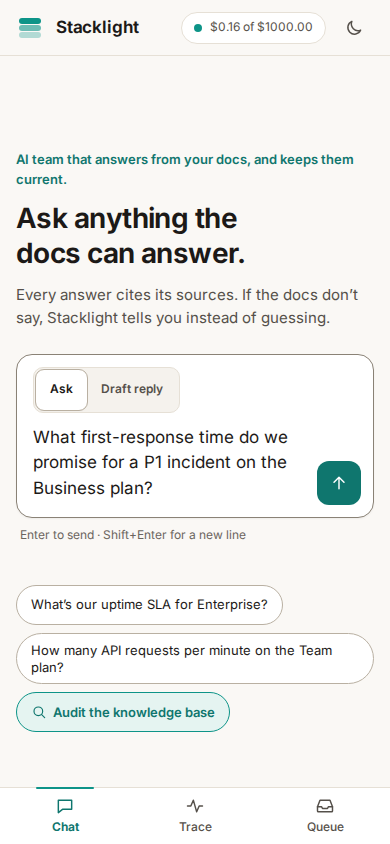 Stacklight
$0.16 of $1000.00
AI team that answers from your docs, and keeps them
current.
Ask anything the
docs can answer.
Every answer cites its sources. If the docs don’t
say, Stacklight tells you instead of guessing.
Ask
Draft reply
What first-response time do we
promise for a P1 incident on the
Business plan?
Enter to send · Shift+Enter for a new line
What’s our uptime SLA for Enterprise?
How many API requests per minute on the Team
plan?
Audit the knowledge base
Chat
Trace
Queue